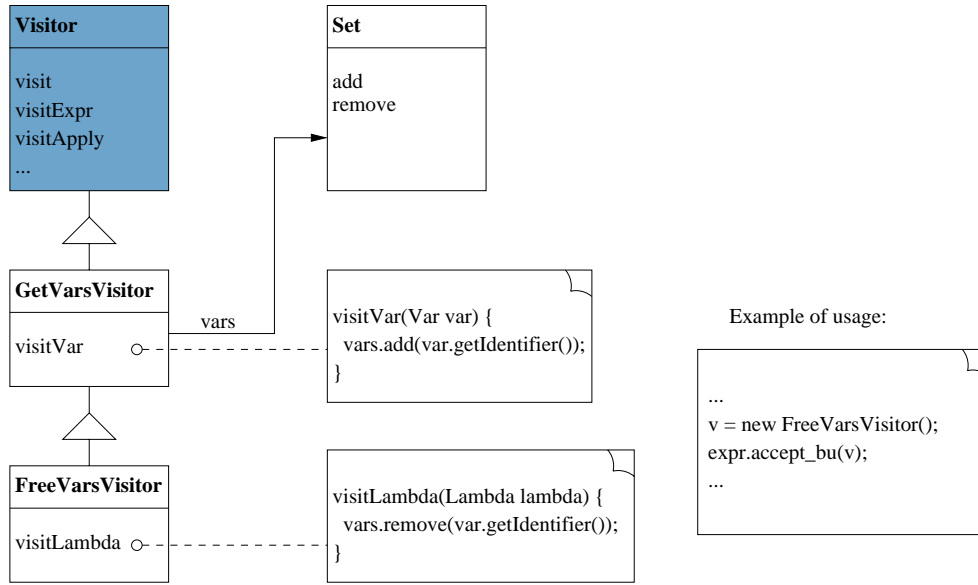 Visitor
visit
visitExpr
visitApply
...
Set
add
remove
GetVarsVisitor
visitVar
vars
visitVar(Var var) {
vars.add(var.getIdentifier());
}
FreeVarsVisitor
visitLambda
visitLambda(Lambda lambda) {
vars.remove(var.getIdentifier());
}
Example of usage:
...
v = new FreeVarsVisitor();
expr.accept_bu(v);
...